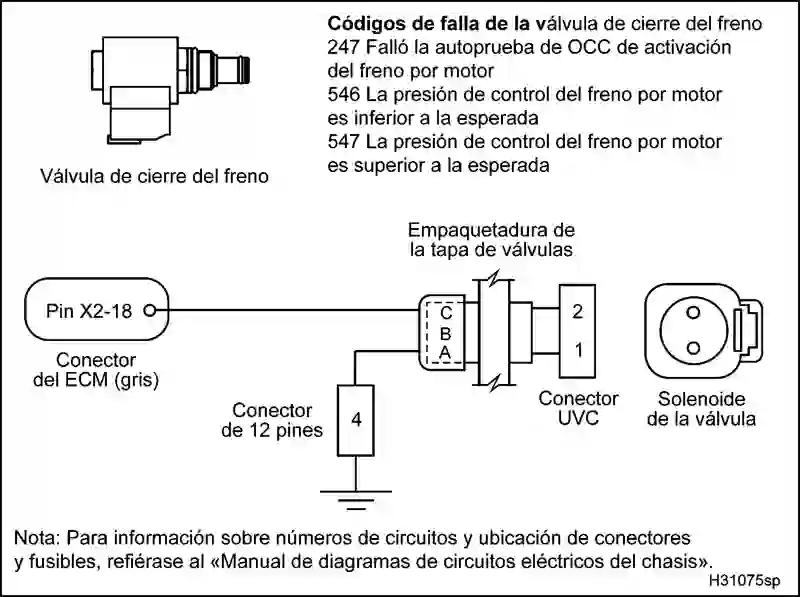 Códigos de falla de la válvula de cierre del freno
247 Falló la autoprueba de OCC de activación
del freno por motor
546 La presión de control del freno por motor
es inferior a la esperada
547 La presión de control del freno por motor
es superior a la esperada
Válvula de cierre del freno
Empaquetadura de
la tapa de válvulas
Pin X2-18
C
B
A
2
1
Conector
del ECM (gris)
Conector
de 12 pines
4
Conector
UVC
Solenoide
de la válvula
Nota: Para información sobre números de circuitos y ubicación de conectores
y fusibles, refiérase al «Manual de diagramas de circuitos eléctricos del chasis».
H31075sp